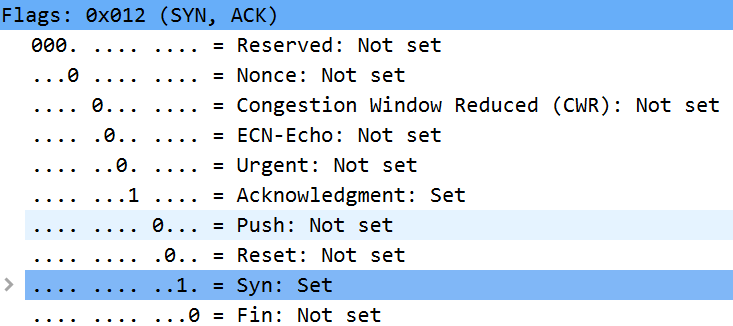 Flags: 0x012 (SYN, ACK)
000. .... .... = Reserved: Not set
...0 .... .... = Nonce: Not set
.... 0... .... = Congestion Window Reduced (CWR): Not set
.... .0.. .... = ECN-Echo: Not set
.... ..0. .... = Urgent: Not set
.... ...1 .... = Acknowledgment: Set
.... .... 0... = Push: Not set
.... .... .0.. = Reset: Not set
.... .... ..1. = Syn: Set
.... .... ...0 = Fin: Not set